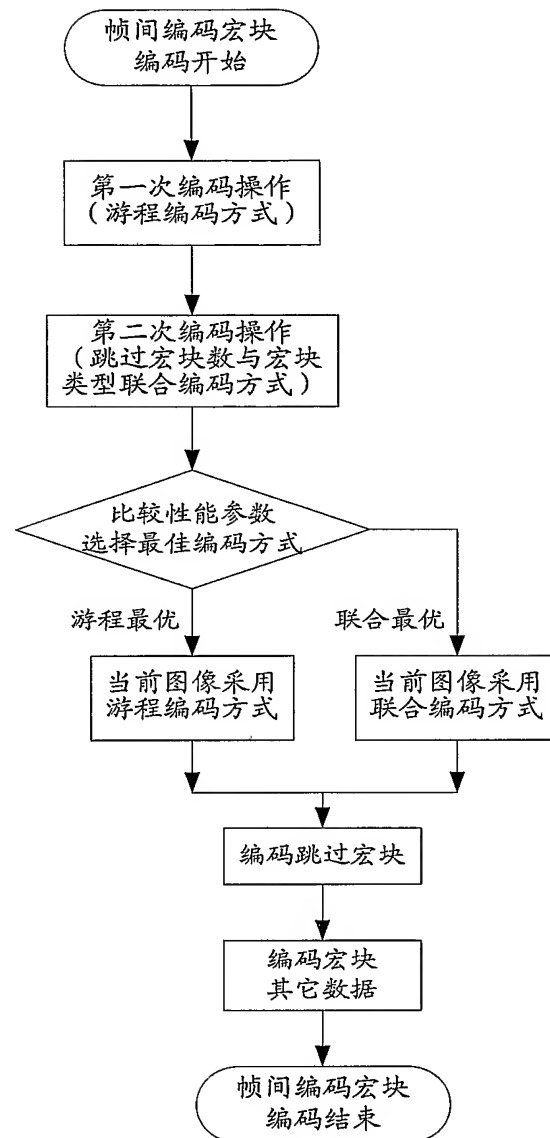 帧间编码宏块
编码开始
第一次编码操作
（游程编码方式）
第二次编码操作
（跳过宏块数与宏块
类型联合编码方式）
比较性能参数
选择最佳编码方式
游程最优
联合最优
当前图像采用
游程编码方式
当前图像采用
联合编码方式
编码跳过宏块
编码宏块
其它数据
帧间编码宏块
编码结束